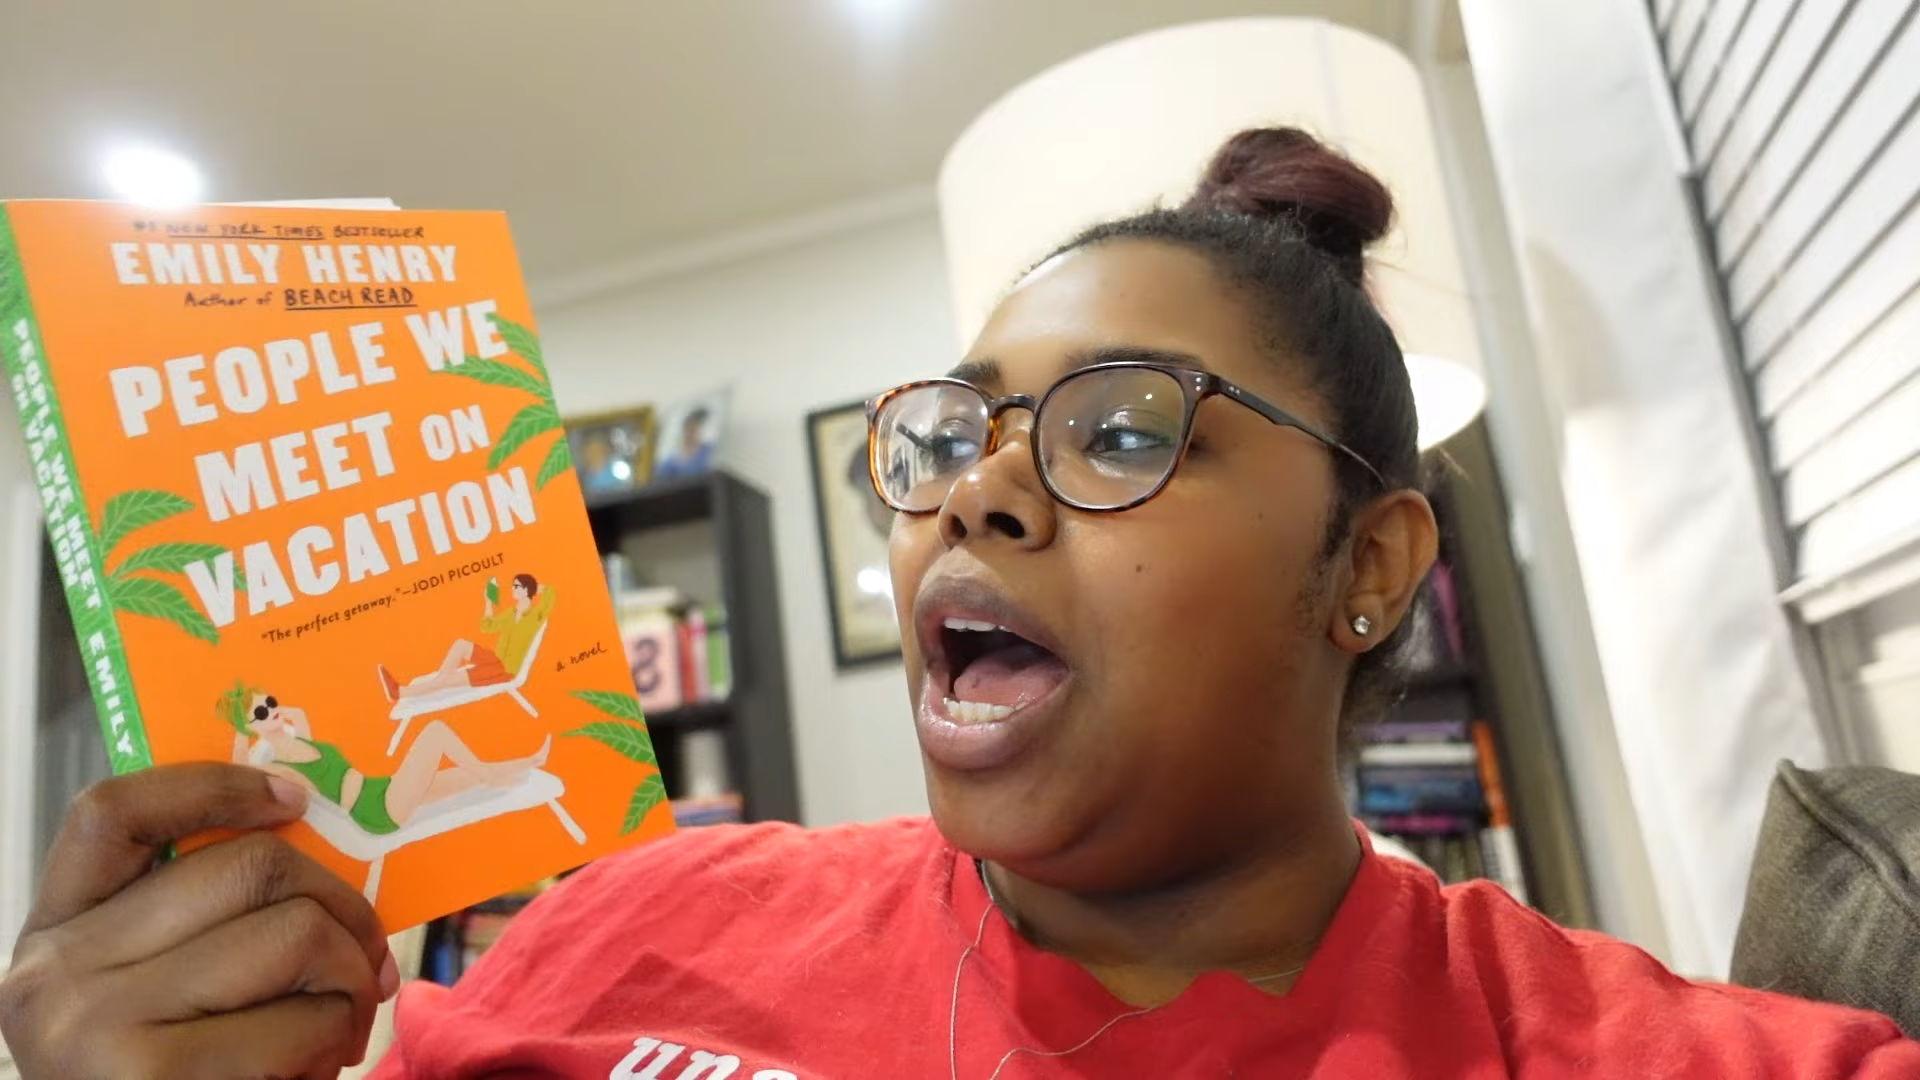 #1 NEW YORK TIMES BESTSELLER
EMILY HENRY
Author of BEACH READ
PEOPLE WE
MEET ON
VACATION
"The perfect getaway."—JODI PICOULT
a novel
PEOPLE WE MEET
ON VACATION
EMILY